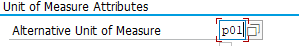 Unit of Measure Attributes
Alternative Unit of Measure p01